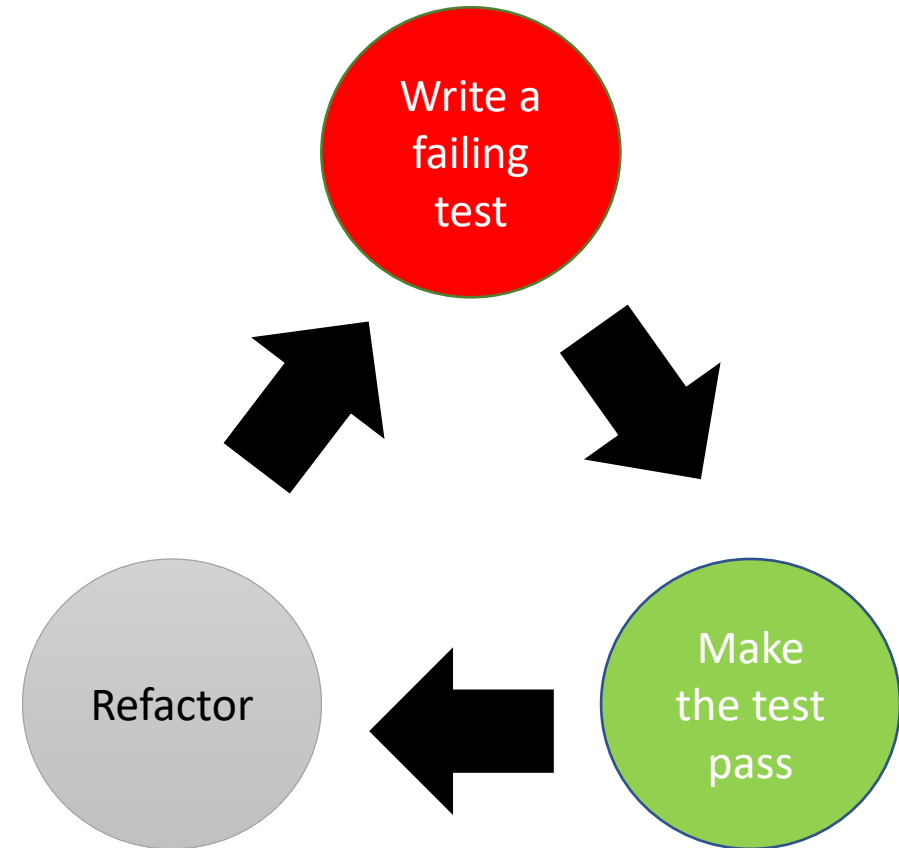 Write a
failing
test
Make
the test
pass
Refactor